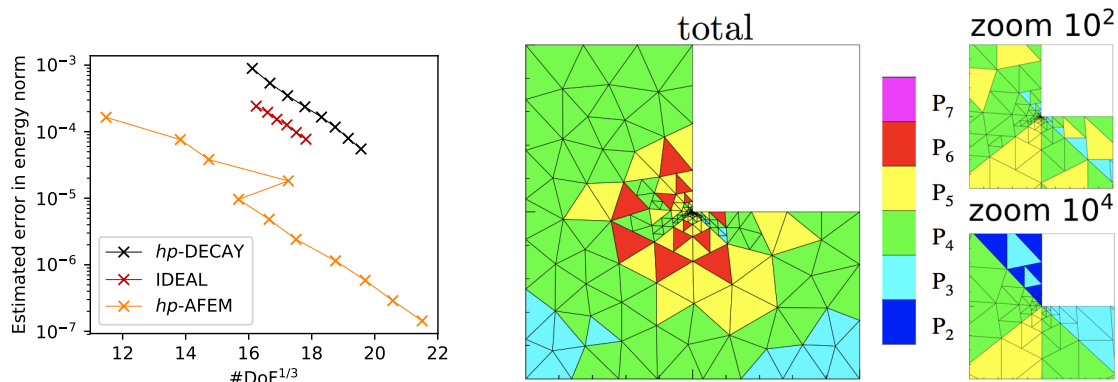 Estimated error in energy norm
10⁻³
10⁻⁴
10⁻⁵
10⁻⁶
10⁻⁷
hp-DECAY
IDEAL
hp-AFEM
12 14 16 18 20 22
#DoF^1/3
total
P₇
P₆
P₅
P₄
P₃
P₂
zoom 10²
zoom 10⁴